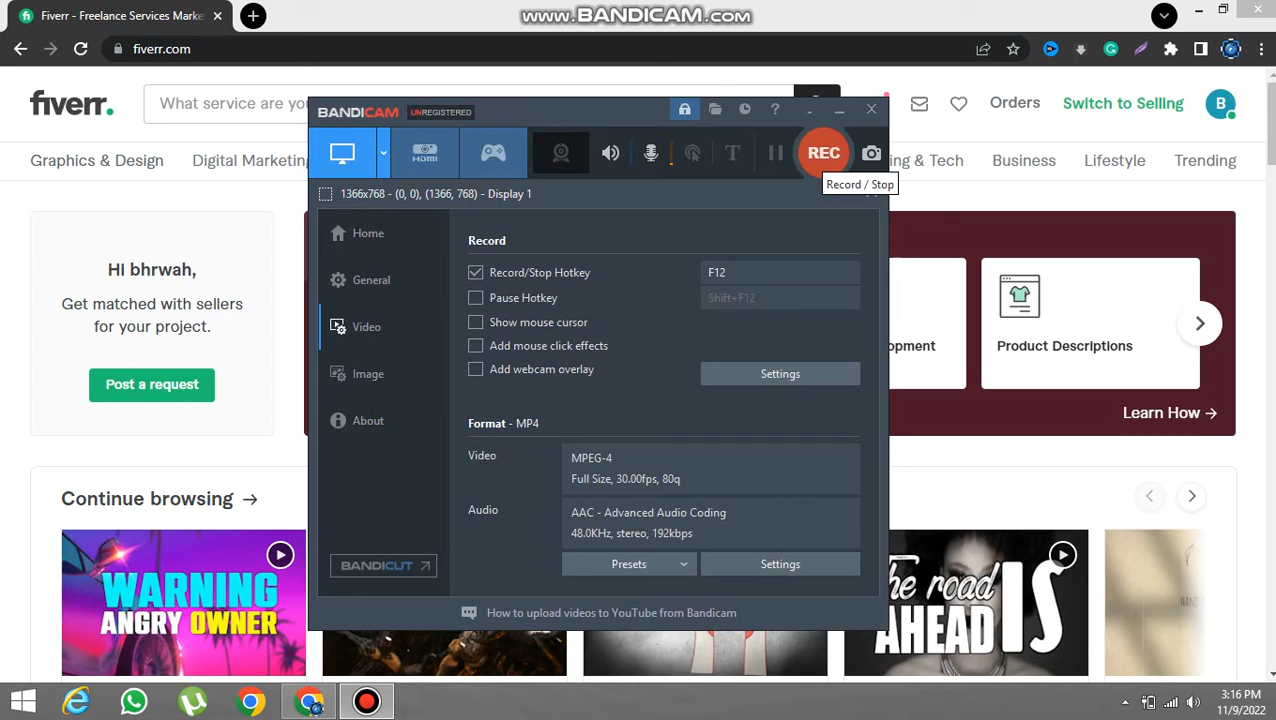 Fiverr - Freelance Services Marke
www.BANDICAM.com
fiverr.com
fiverr.
What service are you
Orders
Switch to Selling
B
Graphics & Design
Digital Marketing
ng & Tech
Business
Lifestyle
Trending
BANDICAM
UNREGISTERED
HDMI
T
REC
Record / Stop
1366x768 - (0, 0), (1366, 768) - Display 1
Home
General
Video
Image
About
BANDICUT
Record
Record/Stop Hotkey
F12
Pause Hotkey
Shift+F12
Show mouse cursor
Add mouse click effects
Add webcam overlay
Settings
Format - MP4
Video
MPEG-4
Full Size, 30.00fps, 80q
Audio
AAC - Advanced Audio Coding
48.0KHz, stereo, 192kbps
Presets
Settings
How to upload videos to YouTube from Bandicam
HI bhrwah,
Get matched with sellers
for your project.
Post a request
opment
Product Descriptions
Learn How →
Continue browsing →
WARNING
ANGRY OWNER
The road
AHEAD IS
3:16 PM
11/9/2022